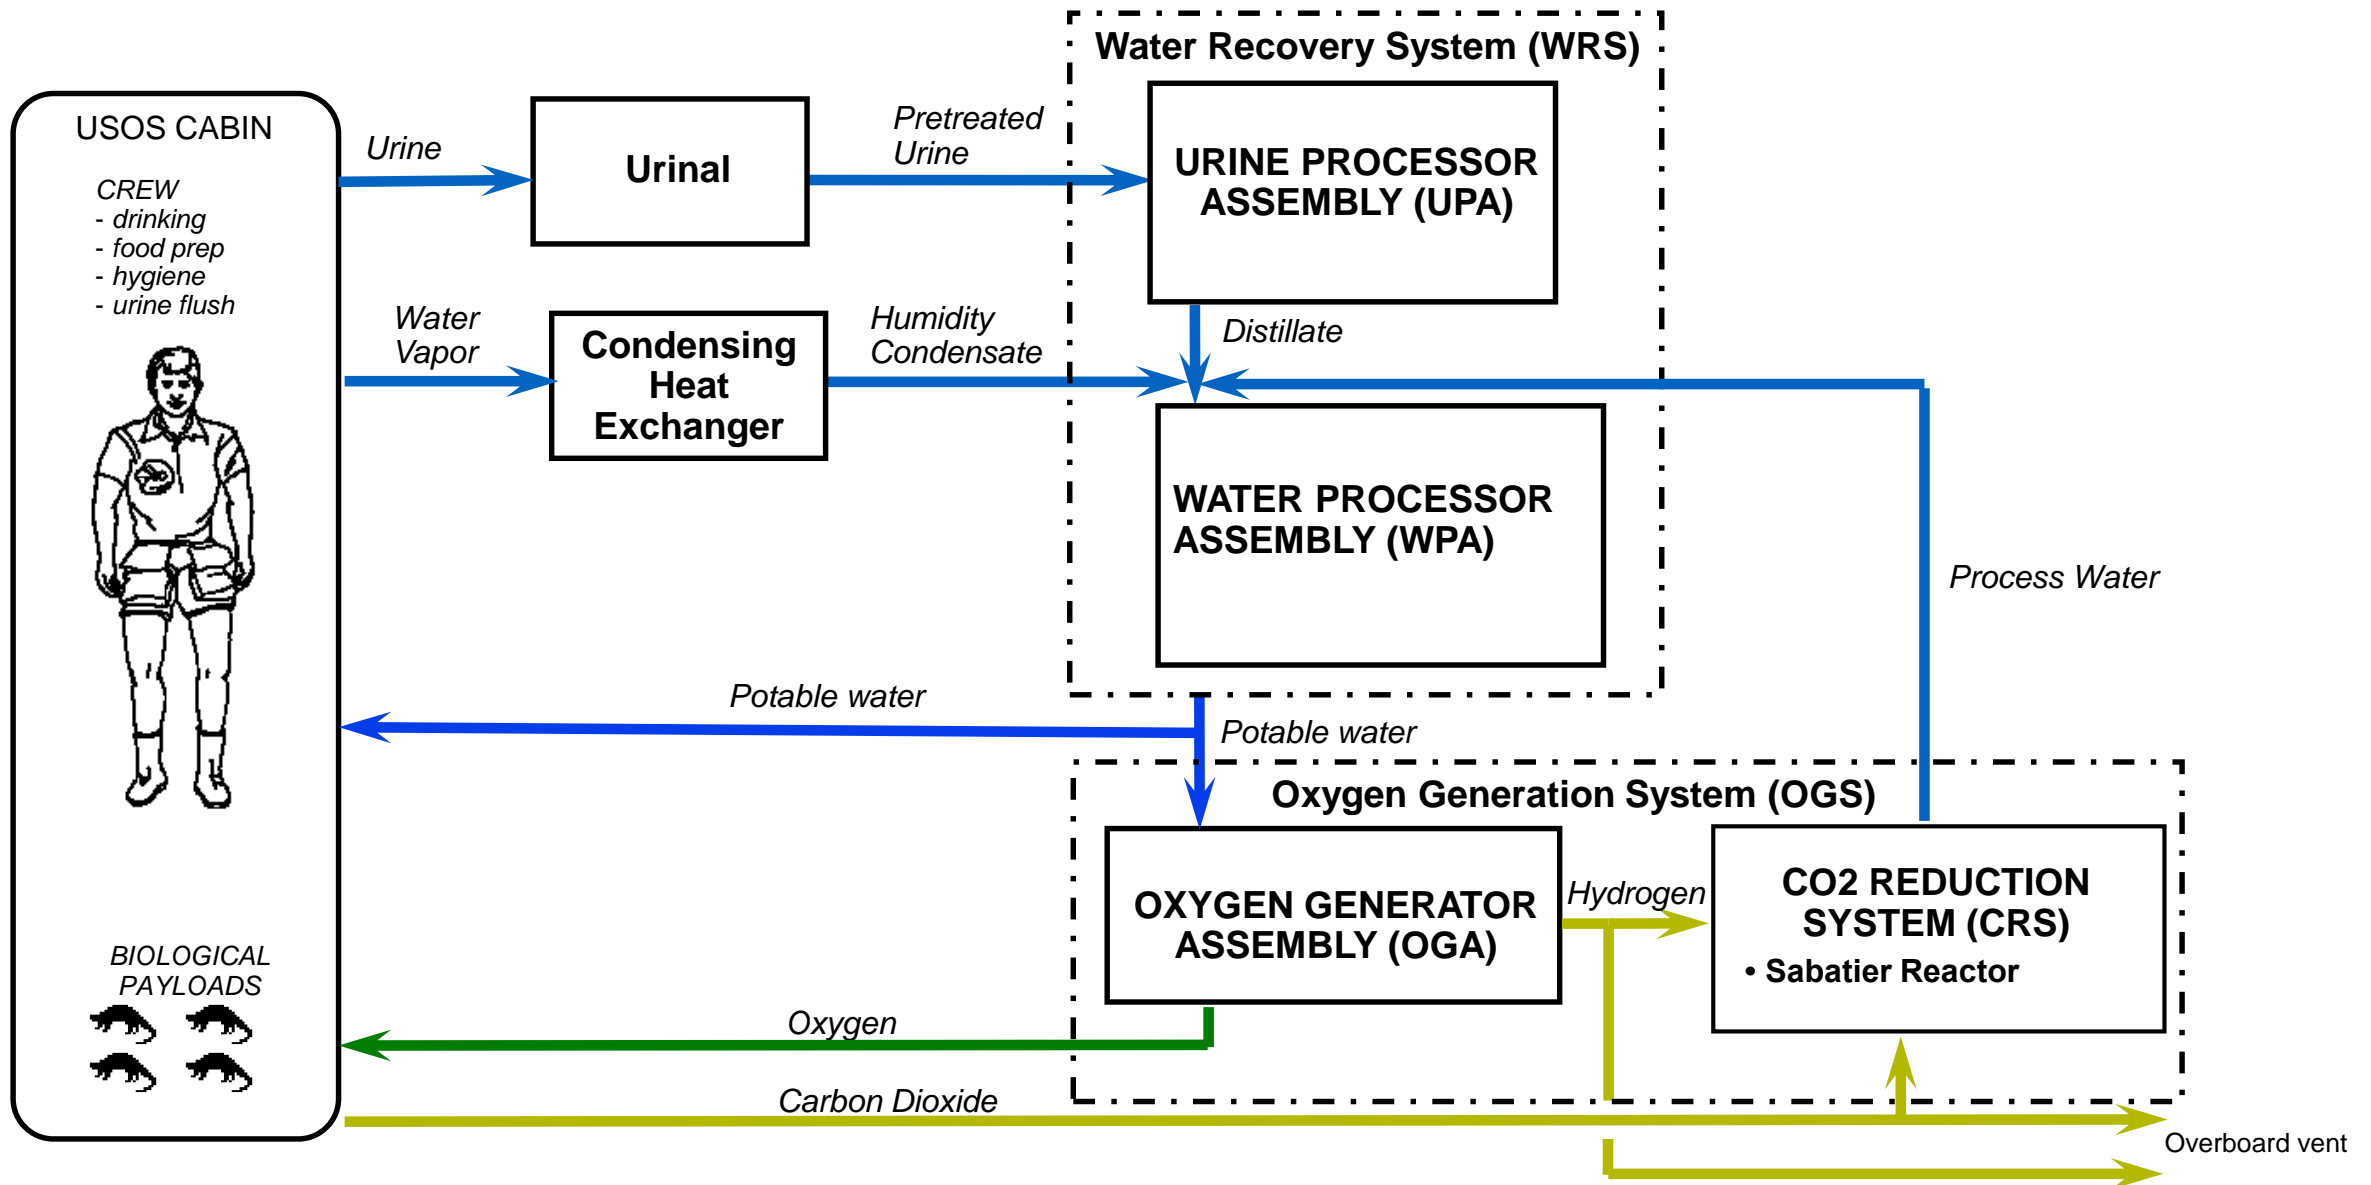 Water Recovery System (WRS)
USOS CABIN
CREW
- drinking
- food prep
- hygiene
- urine flush
BIOLOGICAL
PAYLOADS
Urine
Urinal
Pretreated
Urine
URINE PROCESSOR
ASSEMBLY (UPA)
Water
Vapor
Condensing
Heat
Exchanger
Humidity
Condensate
Distillate
WATER PROCESSOR
ASSEMBLY (WPA)
Process Water
Potable water
Potable water
Oxygen Generation System (OGS)
OXYGEN GENERATOR
ASSEMBLY (OGA)
Hydrogen
CO2 REDUCTION
SYSTEM (CRS)
• Sabatier Reactor
Oxygen
Carbon Dioxide
Overboard vent